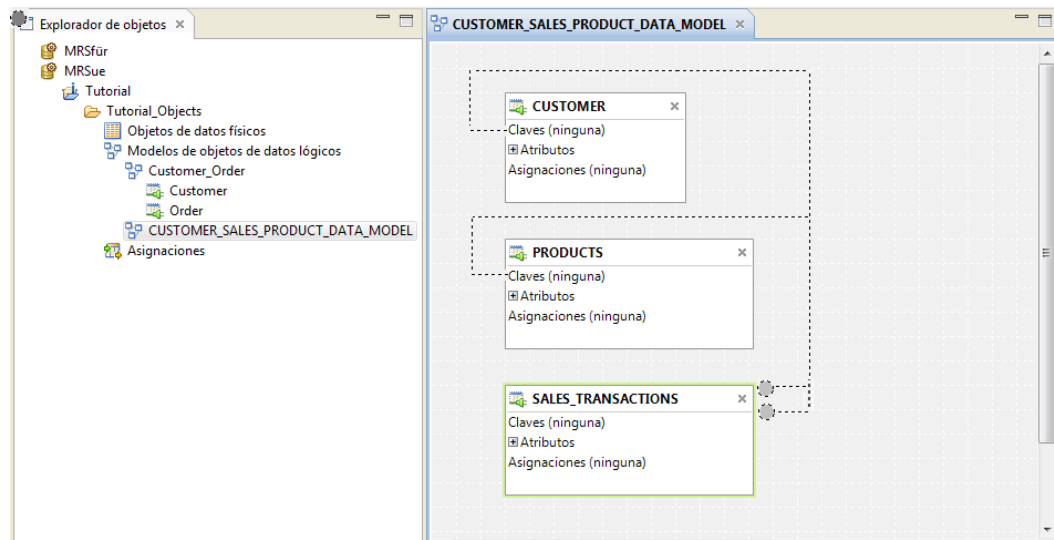 Explorador de objetos
MRSfür
MRSue
Tutorial
Tutorial_Objects
Objetos de datos físicos
Modelos de objetos de datos lógicos
Customer_Order
Customer
Order
CUSTOMER_SALES_PRODUCT_DATA_MODEL
Asignaciones
CUSTOMER_SALES_PRODUCT_DATA_MODEL
CUSTOMER
Claves (ninguna)
Atributos
Asignaciones (ninguna)
PRODUCTS
Claves (ninguna)
Atributos
Asignaciones (ninguna)
SALES_TRANSACTIONS
Claves (ninguna)
Atributos
Asignaciones (ninguna)